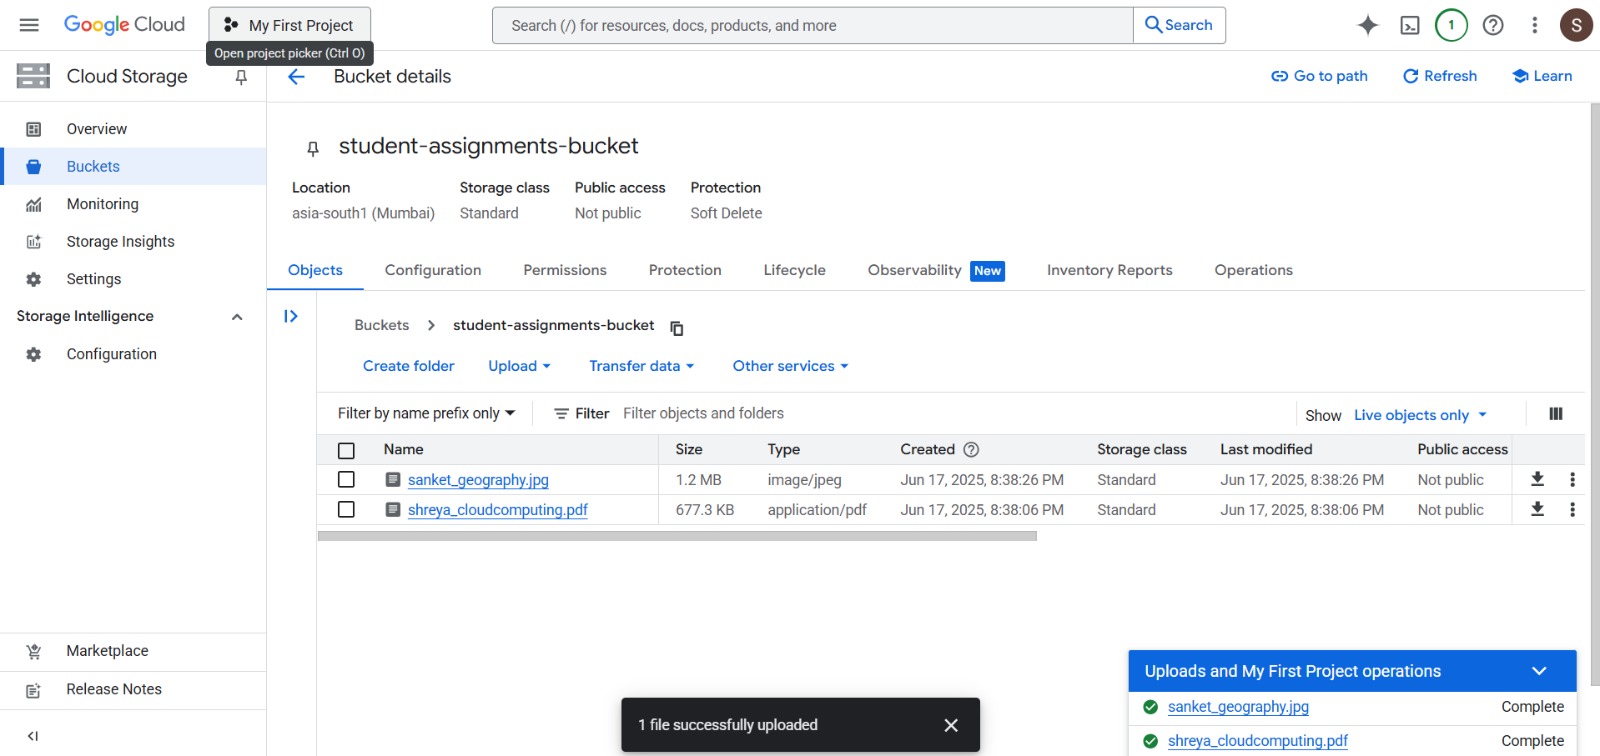 Google Cloud
My First Project
Search (/) for resources, docs, products, and more
Search
1
S
Open project picker (Ctrl O)
Cloud Storage
Bucket details
Go to path
Refresh
Learn
Overview
Buckets
Monitoring
Storage Insights
Settings
Storage Intelligence
Configuration
Marketplace
Release Notes
student-assignments-bucket
Location Storage class Public access Protection
asia-south1 (Mumbai) Standard Not public Soft Delete
Objects Configuration Permissions Protection Lifecycle Observability New Inventory Reports Operations
Buckets > student-assignments-bucket
Create folder Upload Transfer data Other services
Filter by name prefix only Filter Filter objects and folders Show Live objects only
Name Size Type Created Storage class Last modified Public access
sanket_geography.jpg 1.2 MB image/jpeg Jun 17, 2025, 8:38:26 PM Standard Jun 17, 2025, 8:38:26 PM Not public
shreya_cloudcomputing.pdf 677.3 KB application/pdf Jun 17, 2025, 8:38:06 PM Standard Jun 17, 2025, 8:38:06 PM Not public
1 file successfully uploaded
Uploads and My First Project operations
sanket_geography.jpg Complete
shreya_cloudcomputing.pdf Complete